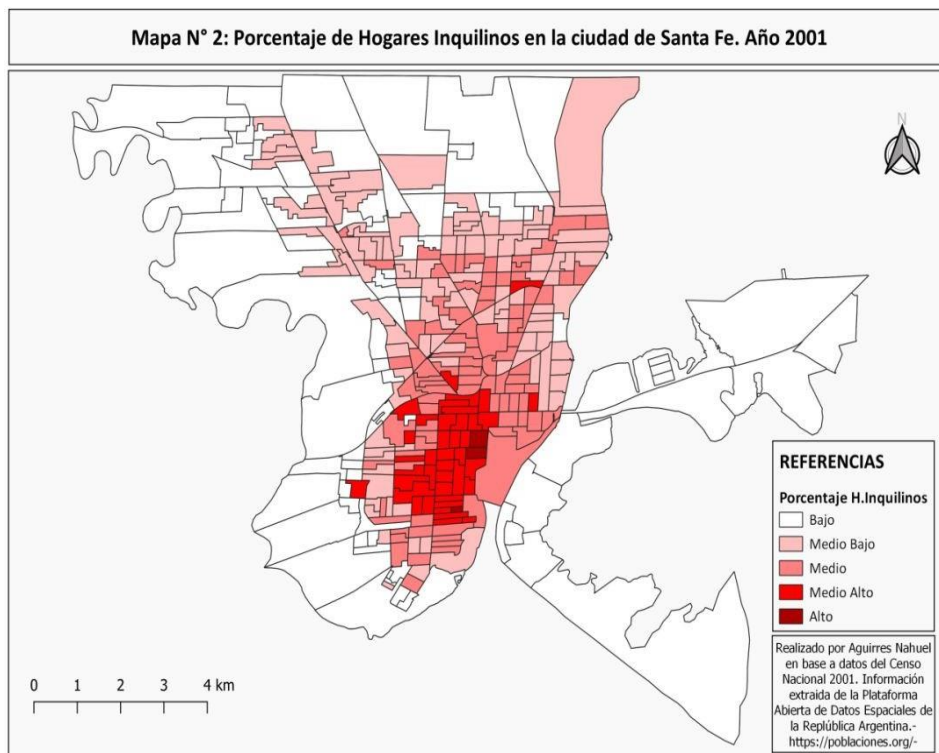 Mapa N° 2: Porcentaje de Hogares Inquilinos en la ciudad de Santa Fe. Año 2001
N
REFERENCIAS
Porcentaje H.Inquilinos
Bajo
Medio Bajo
Medio
Medio Alto
Alto
Realizado por Aguirres Nahuel
en base a datos del Censo
Nacional 2001. Información
extraida de la Plataforma
Abierta de Datos Espaciales de
la Replública Argentina.-
https://poblaciones.org/-
0 1 2 3 4 km